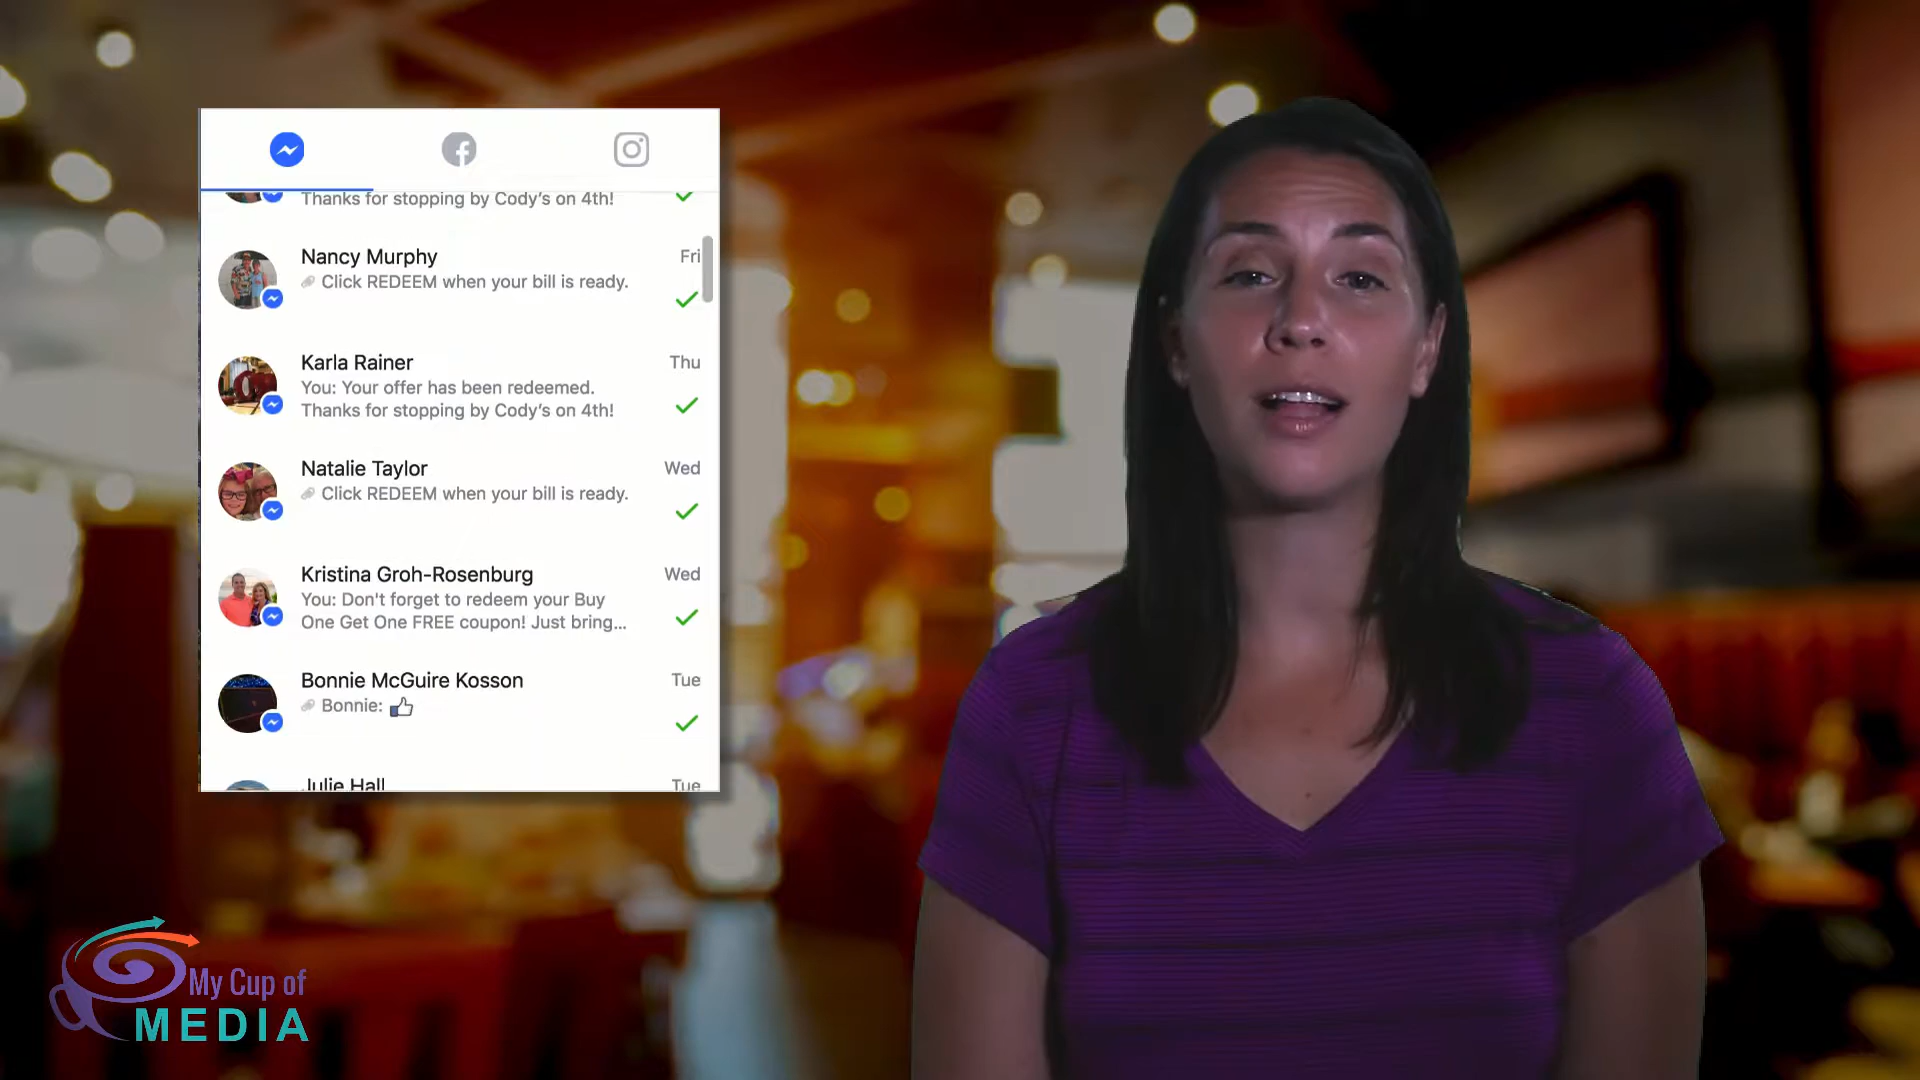 Thanks for stopping by Cody's on 4th!
Nancy Murphy Fri
Click REDEEM when your bill is ready.
Karla Rainer Thu
You: Your offer has been redeemed.
Thanks for stopping by Cody's on 4th!
Natalie Taylor Wed
Click REDEEM when your bill is ready.
Kristina Groh-Rosenburg Wed
You: Don't forget to redeem your Buy
One Get One FREE coupon! Just bring...
Bonnie McGuire Kosson Tue
Bonnie:
Julie Hall Tue
My Cup of
MEDIA